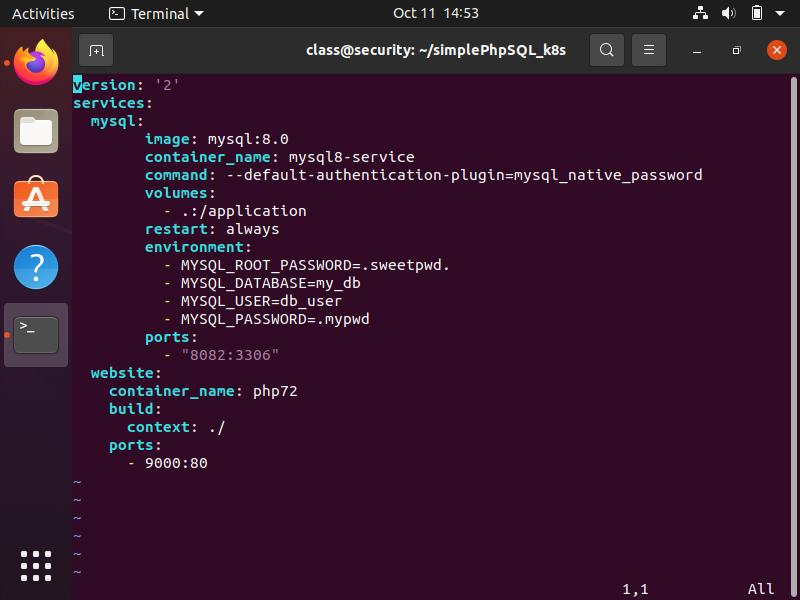 Activities Terminal Oct 11 14:53
class@security: ~/simplePhpSQL_k8s
version: '2'
services:
  mysql:
        image: mysql:8.0
        container_name: mysql8-service
        command: --default-authentication-plugin=mysql_native_password
        volumes:
          - .:/application
        restart: always
        environment:
          - MYSQL_ROOT_PASSWORD=.sweetpwd.
          - MYSQL_DATABASE=my_db
          - MYSQL_USER=db_user
          - MYSQL_PASSWORD=.mypwd
        ports:
          - "8082:3306"
  website:
    container_name: php72
    build:
      context: ./
    ports:
      - 9000:80
~
~
~
~
~
~
1,1 All